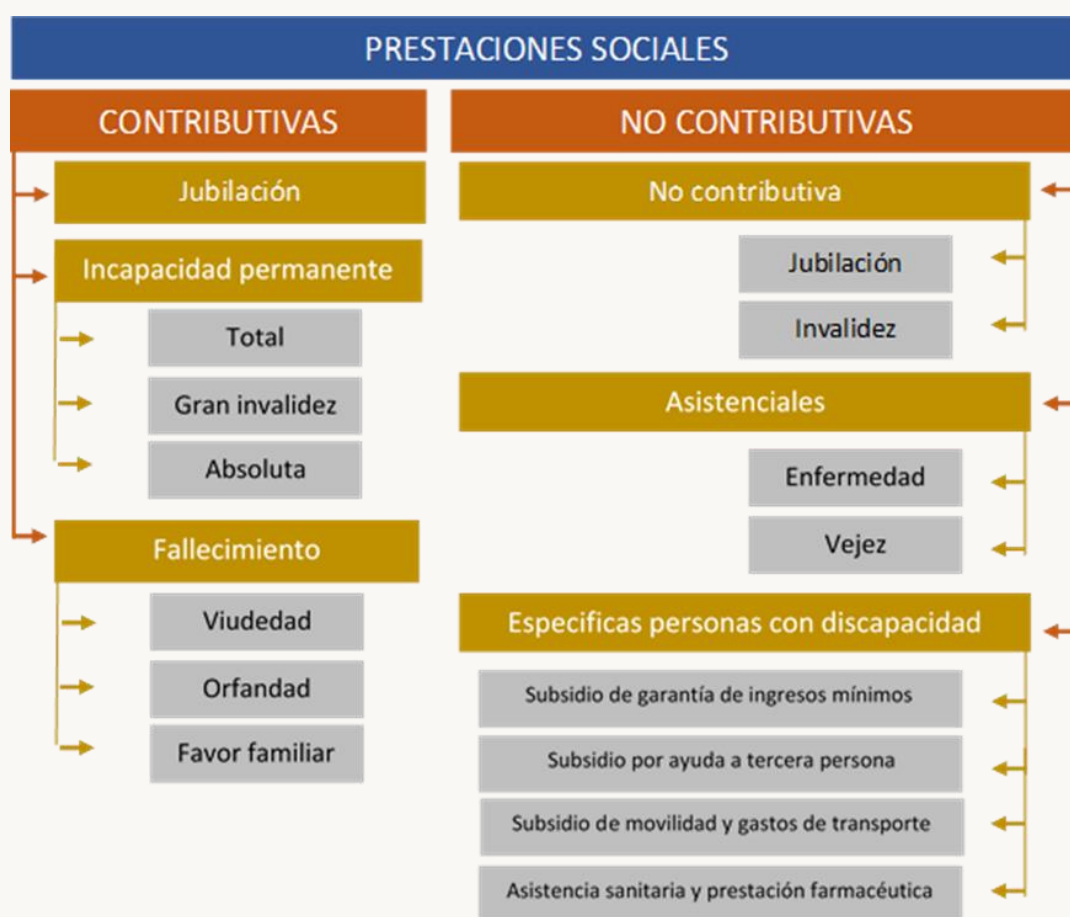 PRESTACIONES SOCIALES
CONTRIBUTIVAS
Jubilación
Incapacidad permanente
Total
Gran invalidez
Absoluta
Fallecimiento
Viudedad
Orfandad
Favor familiar
NO CONTRIBUTIVAS
No contributiva
Jubilación
Invalidez
Asistenciales
Enfermedad
Vejez
Especificas personas con discapacidad
Subsidio de garantía de ingresos mínimos
Subsidio por ayuda a tercera persona
Subsidio de movilidad y gastos de transporte
Asistencia sanitaria y prestación farmacéutica